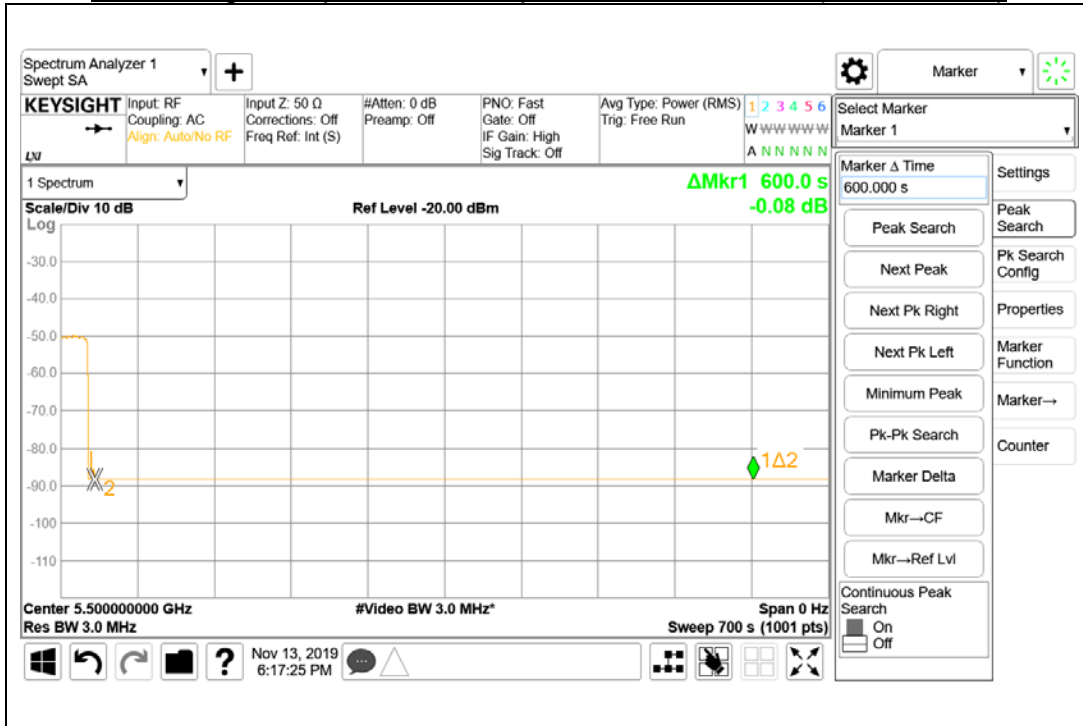 Spectrum Analyzer 1
Swept SA
+
Marker
KEYSIGHT
LXI
Input: RF
Coupling: AC
Align: Auto/No RF
Input Z: 50 Ω
Corrections: Off
Freq Ref: Int (S)
#Atten: 0 dB
Preamp: Off
PNO: Fast
Gate: Off
IF Gain: High
Sig Track: Off
Avg Type: Power (RMS)
Trig: Free Run
1 2 3 4 5 6
W W W W W W
A N N N N N
Select Marker
Marker 1
1 Spectrum
ΔMkr1 600.0 s
-0.08 dB
Scale/Div 10 dB
Ref Level -20.00 dBm
Log
-30.0
-40.0
-50.0
-60.0
-70.0
-80.0
-90.0
-100
-110
2
1Δ2
Center 5.500000000 GHz
#Video BW 3.0 MHz*
Span 0 Hz
Res BW 3.0 MHz
Sweep 700 s (1001 pts)
Marker Δ Time
600.000 s
Peak Search
Next Peak
Next Pk Right
Next Pk Left
Minimum Peak
Pk-Pk Search
Marker Delta
Mkr→CF
Mkr→Ref Lvl
Continuous Peak
Search
On
Off
Settings
Peak
Search
Pk Search
Config
Properties
Marker
Function
Marker→
Counter
?
Nov 13, 2019
6:17:25 PM